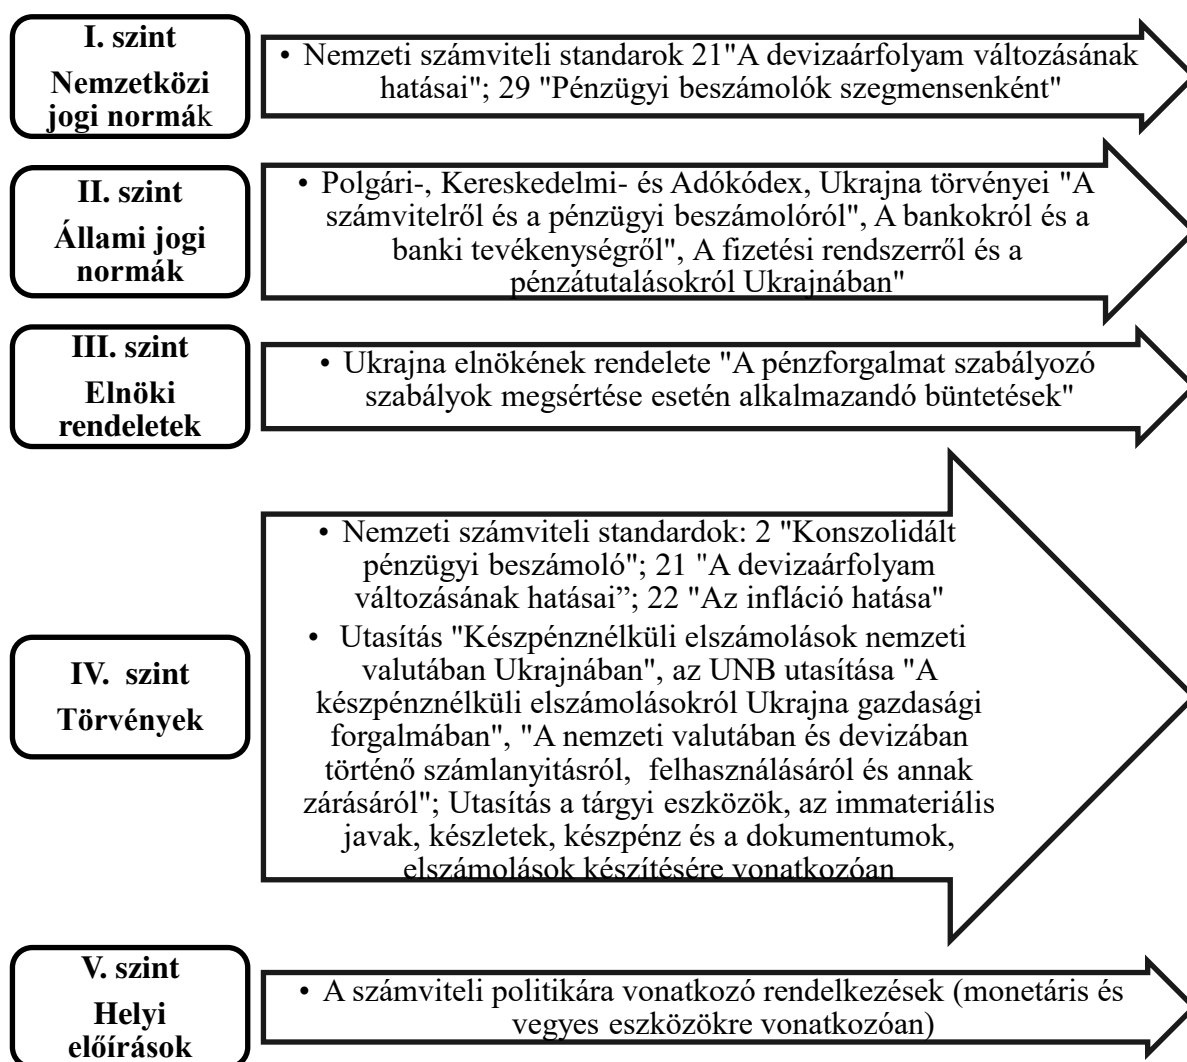 I. szint
Nemzetközi
jogi normák
• Nemzeti számviteli standarok 21"A devizaárfolyam változásának
hatásai"; 29 "Pénzügyi beszámolók szegmensenként"
II. szint
Állami jogi
normák
• Polgári-, Kereskedelmi- és Adókódex, Ukrajna törvényei "A
számvitelről és a pénzügyi beszámolóról", A bankokról és a
banki tevékenységről", A fizetési rendszerről és a
pénzátutalásokról Ukrajnában"
III. szint
Elnöki
rendeletek
• Ukrajna elnökének rendelete "A pénzforgalmat szabályozó
szabályok megsértése esetén alkalmazandó büntetések"
IV. szint
Törvények
• Nemzeti számviteli standardok: 2 "Konszolidált
pénzügyi beszámoló"; 21 "A devizaárfolyam
változásának hatásai”; 22 "Az infláció hatása"
• Utasítás "Készpénznélküli elszámolások nemzeti
valutában Ukrajnában", az UNB utasítása "A
készpénznélküli elszámolásokról Ukrajna gazdasági
forgalmában", "A nemzeti valutában és devizában
történő számlanyitásról, felhasználásáról és annak
zárásáról"; Utasítás a tárgyi eszközök, az immateriális
javak, készletek, készpénz és a dokumentumok,
elszámolások készítésére vonatkozóan
V. szint
Helyi
előírások
• A számviteli politikára vonatkozó rendelkezések (monetáris és
vegyes eszközökre vonatkozóan)